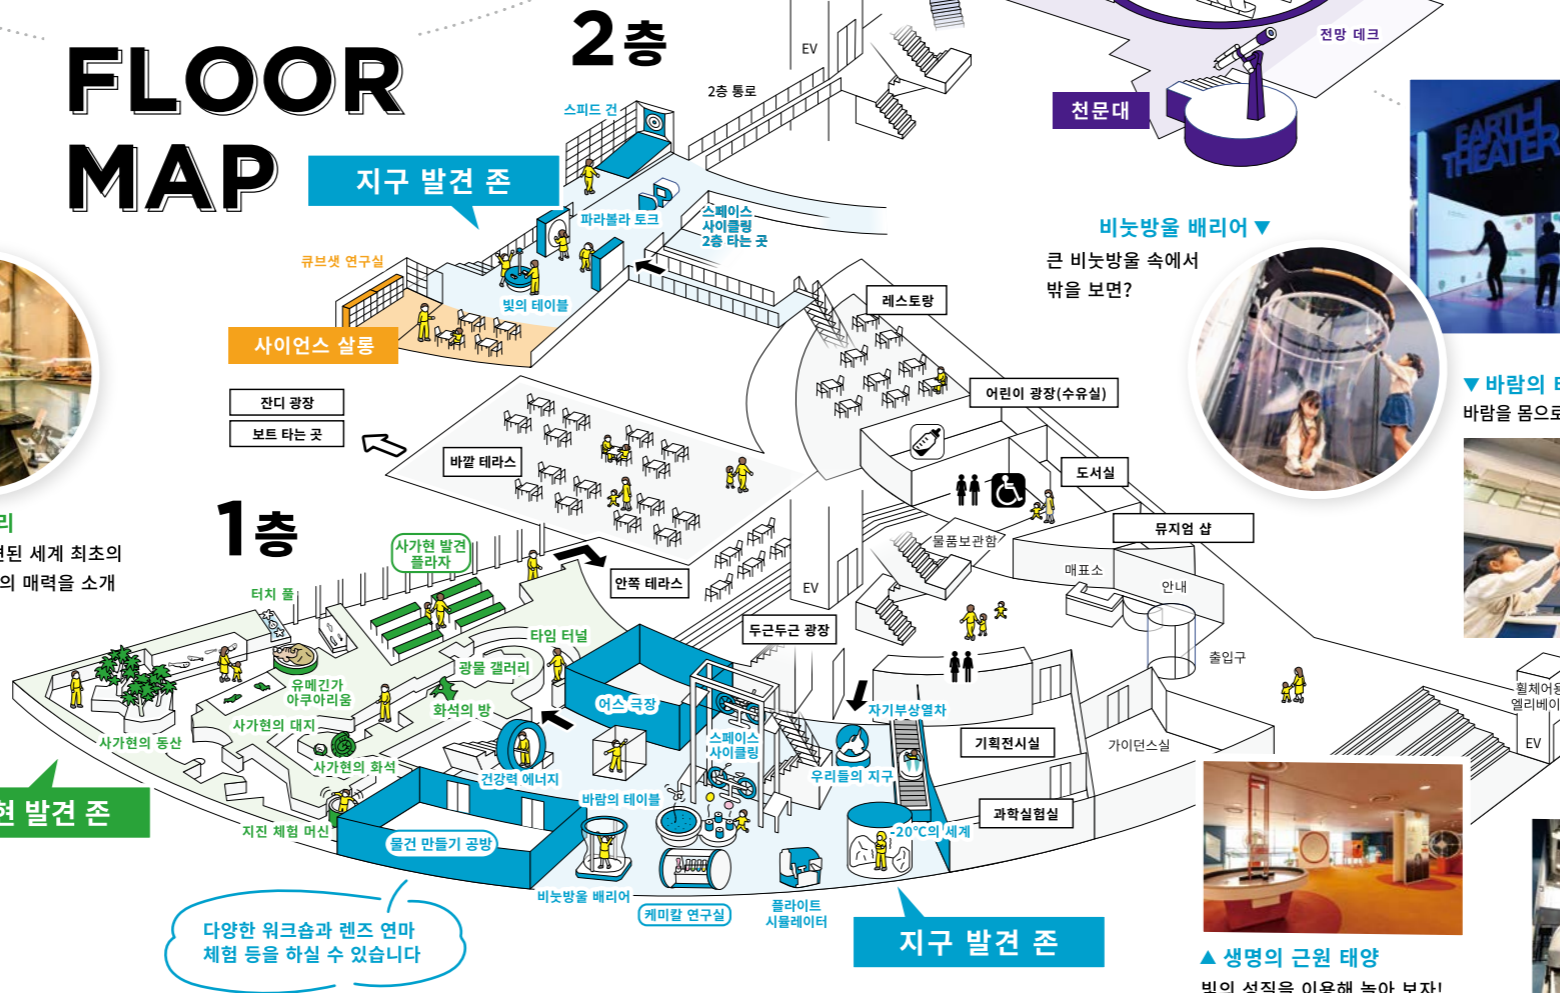 FLOOR
MAP
2층
EV
2층 통로
스피드 건
지구 발견 존
파라볼라 토크
스페이스
사이클링
2층 타는 곳
큐브샛 연구실
빛의 테이블
사이언스 살롱
전망 데크
천문대
EARTH
THEATER
비눗방울 배리어 ▼
큰 비눗방울 속에서
밖을 보면?
▼ 바람의
바람을 몸으로
레스토랑
어린이 광장(수유실)
도서실
뮤지엄 샵
물품보관함
매표소
안내
출입구
잔디 광장
보트 타는 곳
바깥 테라스
안쪽 테라스
EV
두근두근 광장
1층
리
된 세계 최초의
의 매력을 소개
사가현 발견
플라자
터치 풀
타임 터널
광물 갤러리
유메긴가
아쿠아리움
화석의 방
사가현의 대지
사가현의 동산
사가현의 화석
지진 체험 머신
현 발견 존
어스 극장
스페이스
사이클링
자기부상열차
우리들의 지구
건강력 에너지
바람의 테이블
-20℃의 세계
물건 만들기 공방
비눗방울 배리어
케미칼 연구실
플라이트
시뮬레이터
지구 발견 존
기획전시실
가이던스실
과학실험실
휠체어용
엘리베이
EV
다양한 워크숍과 렌즈 연마
체험 등을 하실 수 있습니다
▲ 생명의 근원 태양
빛의 성질을 이용해 놀아 보자!